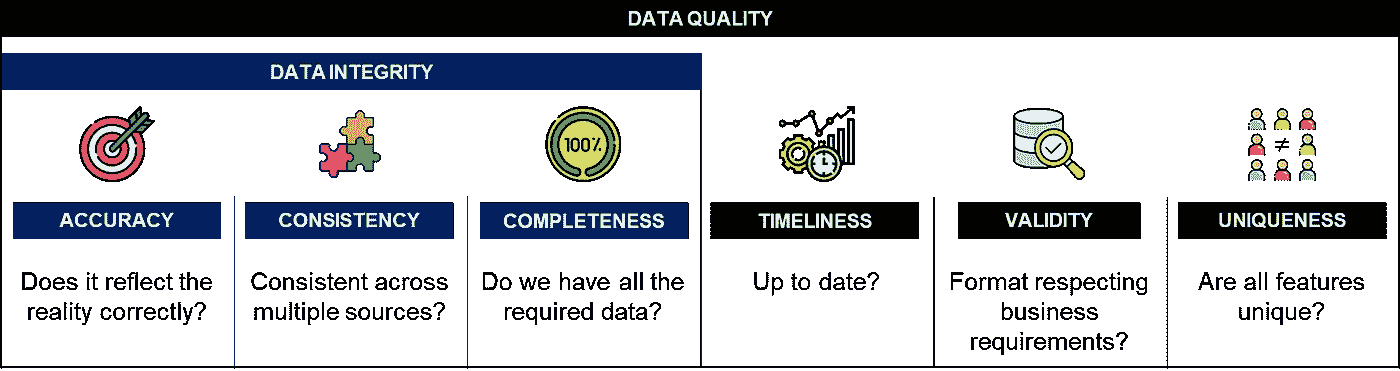 DATA QUALITY
DATA INTEGRITY
100%
ACCURACY
CONSISTENCY
COMPLETENESS
TIMELINESS
VALIDITY
UNIQUENESS
Does it reflect the
reality correctly?
Consistent across
multiple sources?
Do we have all the
required data?
Up to date?
Format respecting
business
requirements?
Are all features
unique?